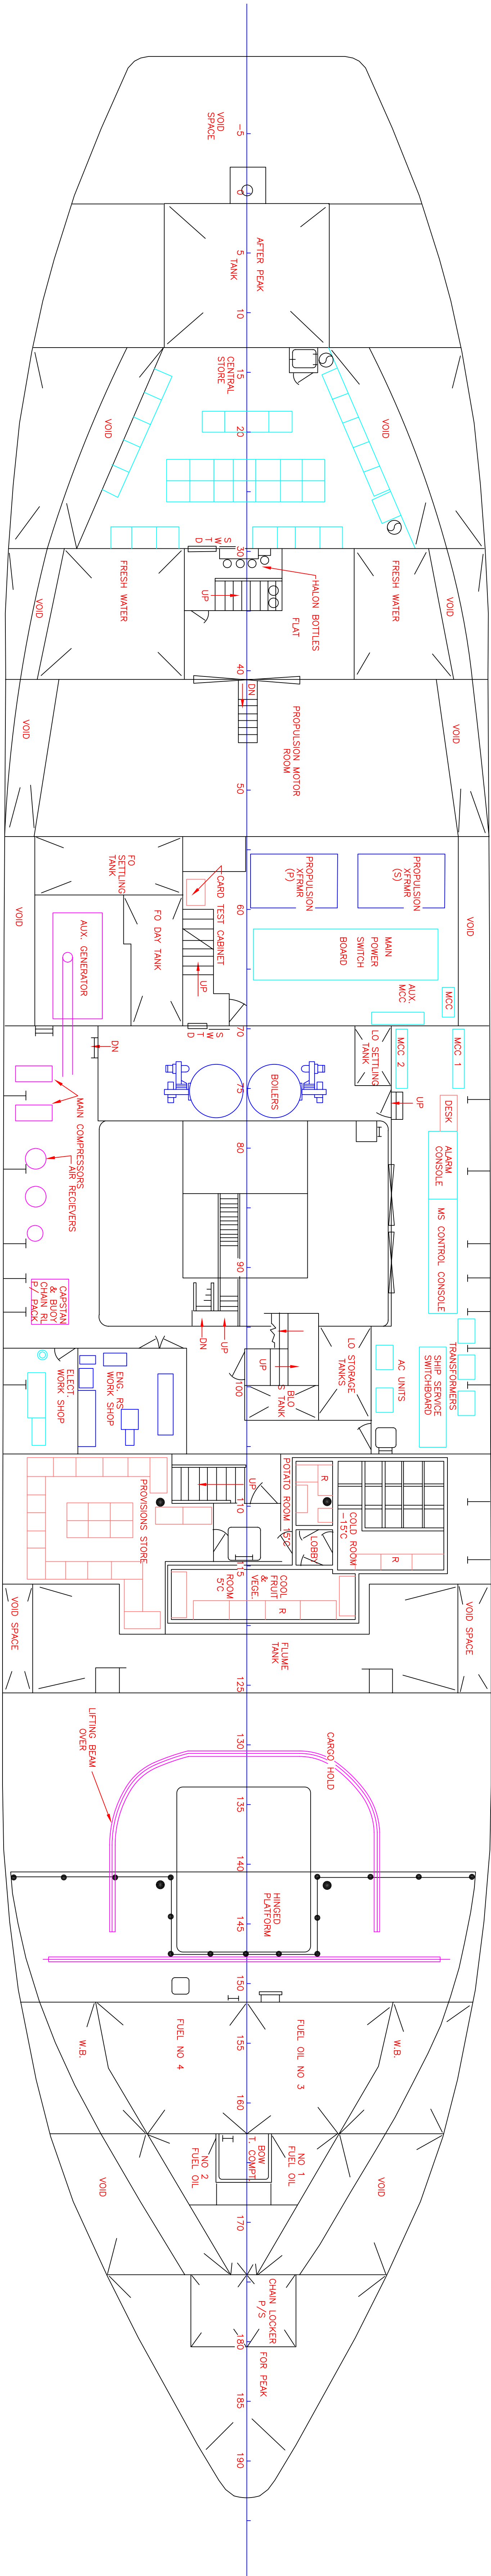 VOID
SPACE
-5
0
AFTER PEAK
TANK
5
10
CENTRAL
STORE
15
20
VOID
VOID
S
W
T
D
30
HALON BOTTLES
FLAT
UP
FRESH WATER
FRESH WATER
VOID
VOID
40
DN
PROPULSION MOTOR
ROOM
50
VOID
VOID
FO
SETTLING
TANK
CARD TEST CABINET
PROPULSION
XFRMR
(P)
PROPULSION
XFRMR
(S)
60
FO DAY TANK
AUX. GENERATOR
VOID
VOID
MAIN
POWER
SWITCH
BOARD
UP
AUX.
MCC
MCC
S
W
T
D
70
DN
LO SETTLING
TANK
MCC 2
MCC 1
BOILERS
75
UP
DESK
MAIN COMPRESSORS
AIR RECIEVERS
80
ALARM
CONSOLE
MS CONTROL CONSOLE
90
CAPSTAN
& BUOY
CHAIN RL
P/ PACK
DN
UP
TRANSFORMERS
SHIP SERVICE
SWITCHBOARD
AC UNITS
LO STORAGE
TANKS
UP
BLO
S TANK
100
ELECT.
WORK SHOP
ENG. RS
WORK SHOP
UP
110
POTATO ROOM 15°C
R
COLD ROOM
-15°C
R
LOBBY
PROVISIONS STORE
115
COOL
FRUIT
&
VEGE.
ROOM
5°C
R
VOID SPACE
VOID SPACE
FLUME
TANK
125
LIFTING BEAM
OVER
130
CARGO HOLD
135
140
HINGED
PLATFORM
145
150
W.B.
FUEL NO 4
155
FUEL OIL NO 3
W.B.
160
NO 2
FUEL OIL
BOW
T. COMPT.
NO 1
FUEL OIL
VOID
VOID
170
CHAIN LOCKER
P/S
180
FOR PEAK
185
190